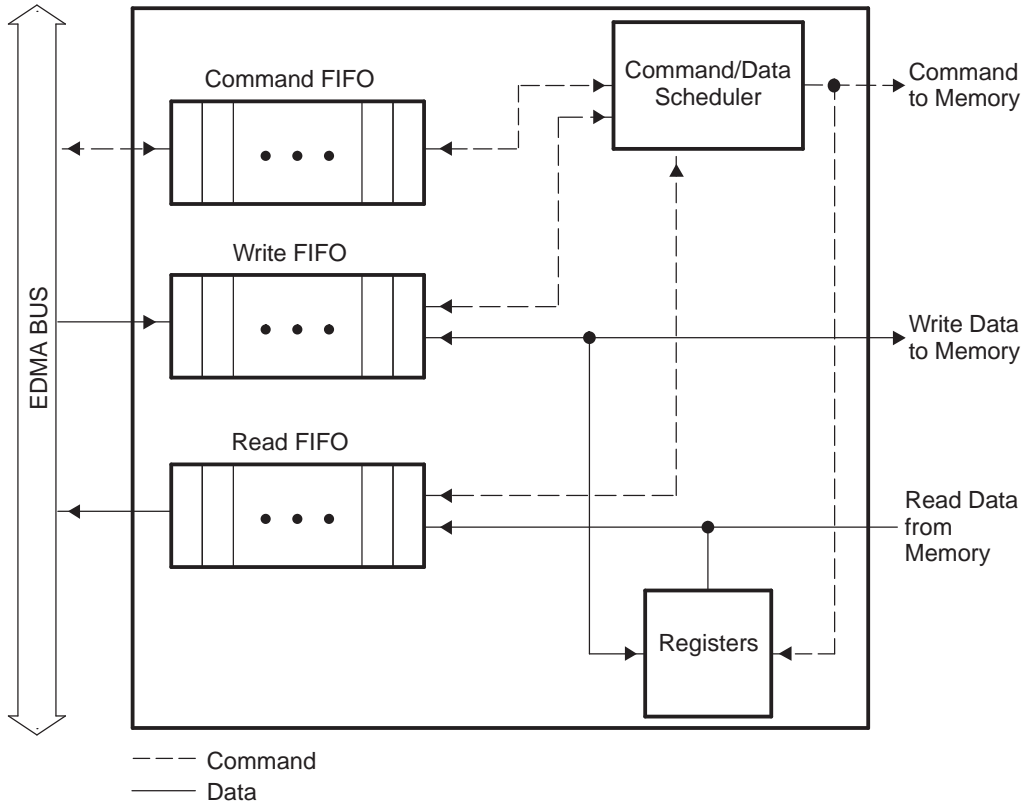 Command FIFO
Command/Data
Scheduler
Command
to Memory
Write FIFO
EDMA BUS
Write Data
to Memory
Read FIFO
Read Data
from
Memory
Registers
Command
Data